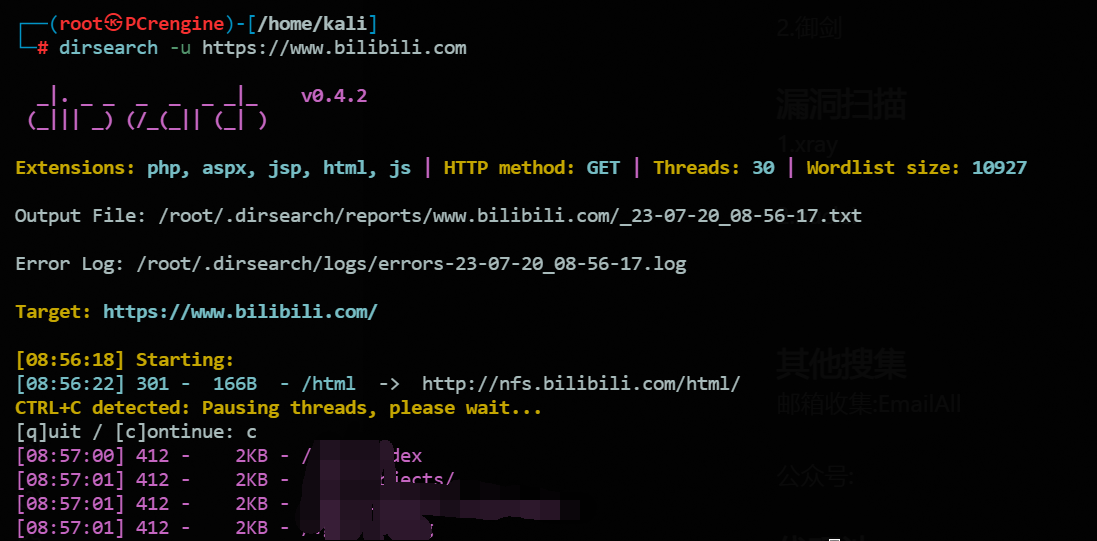 ┌──(root㉿PCrengine)-[/home/kali]
└─# dirsearch -u https://www.bilibili.com
2.御剑
_|. _ _  _  _  _ _|_    v0.4.2
(_||| _) (/_(_|| (_| )
漏洞扫描
1.xray
Extensions: php, aspx, jsp, html, js | HTTP method: GET | Threads: 30 | Wordlist size: 10927
Output File: /root/.dirsearch/reports/www.bilibili.com/_23-07-20_08-56-17.txt
Error Log: /root/.dirsearch/logs/errors-23-07-20_08-56-17.log
Target: https://www.bilibili.com/
[08:56:18] Starting:
其他搜集
[08:56:22] 301 -  166B  - /html  ->  http://nfs.bilibili.com/html/
CTRL+C detected: Pausing threads, please wait...
邮箱收集:EmailAll
[q]uit / [c]ontinue: c
[08:57:00] 412 -    2KB - /
[08:57:01] 412 -    2KB -
公众号:
[08:57:01] 412 -    2KB -
[08:57:01] 412 -    2KB -